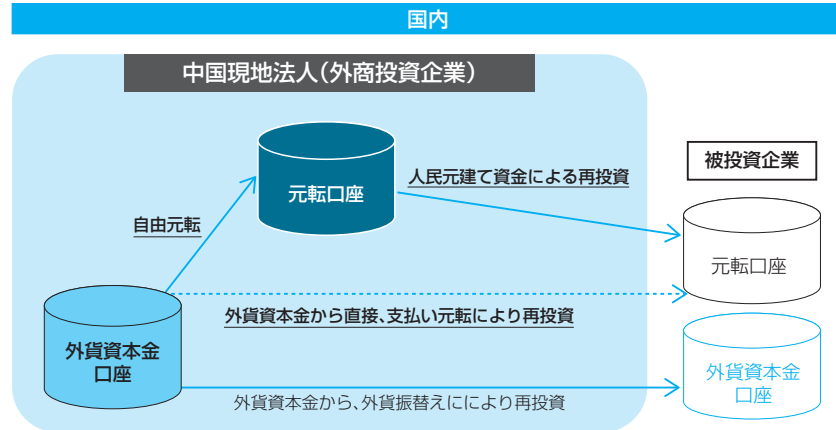 国内
中国現地法人（外商投資企業）
被投資企業
元転口座
人民元建て資金による再投資
自由元転
元転口座
外貨資本金から直接、支払い元転により再投資
外貨資本金
口座
外貨資本金
口座
外貨資本金から、外貨振替えににより再投資